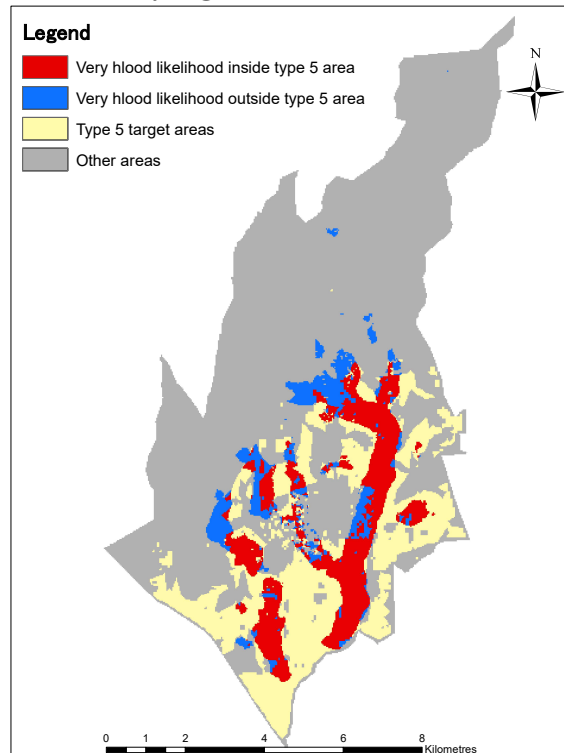 Legend
N
Very hlood likelihood inside type 5 area
Very hlood likelihood outside type 5 area
Type 5 target areas
Other areas
0 1 2 4 6 8
Kilometres